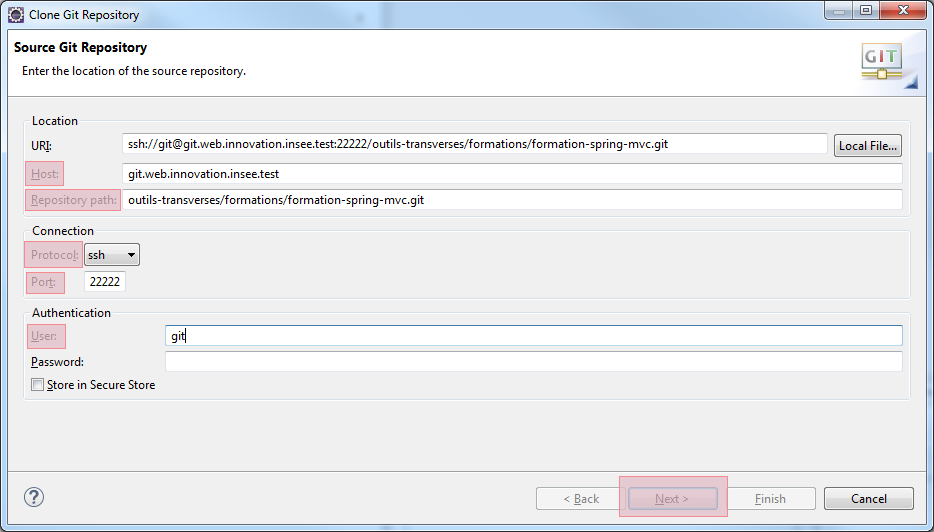 Clone Git Repository
Source Git Repository
Enter the location of the source repository.
GIT
Location
URI: ssh://git@git.web.innovation.insee.test:22222/outils-transverses/formations/formation-spring-mvc.git Local File...
Host: git.web.innovation.insee.test
Repository path: outils-transverses/formations/formation-spring-mvc.git
Connection
Protocol: ssh
Port: 22222
Authentication
User: git
Password:
Store in Secure Store
? < Back Next > Finish Cancel